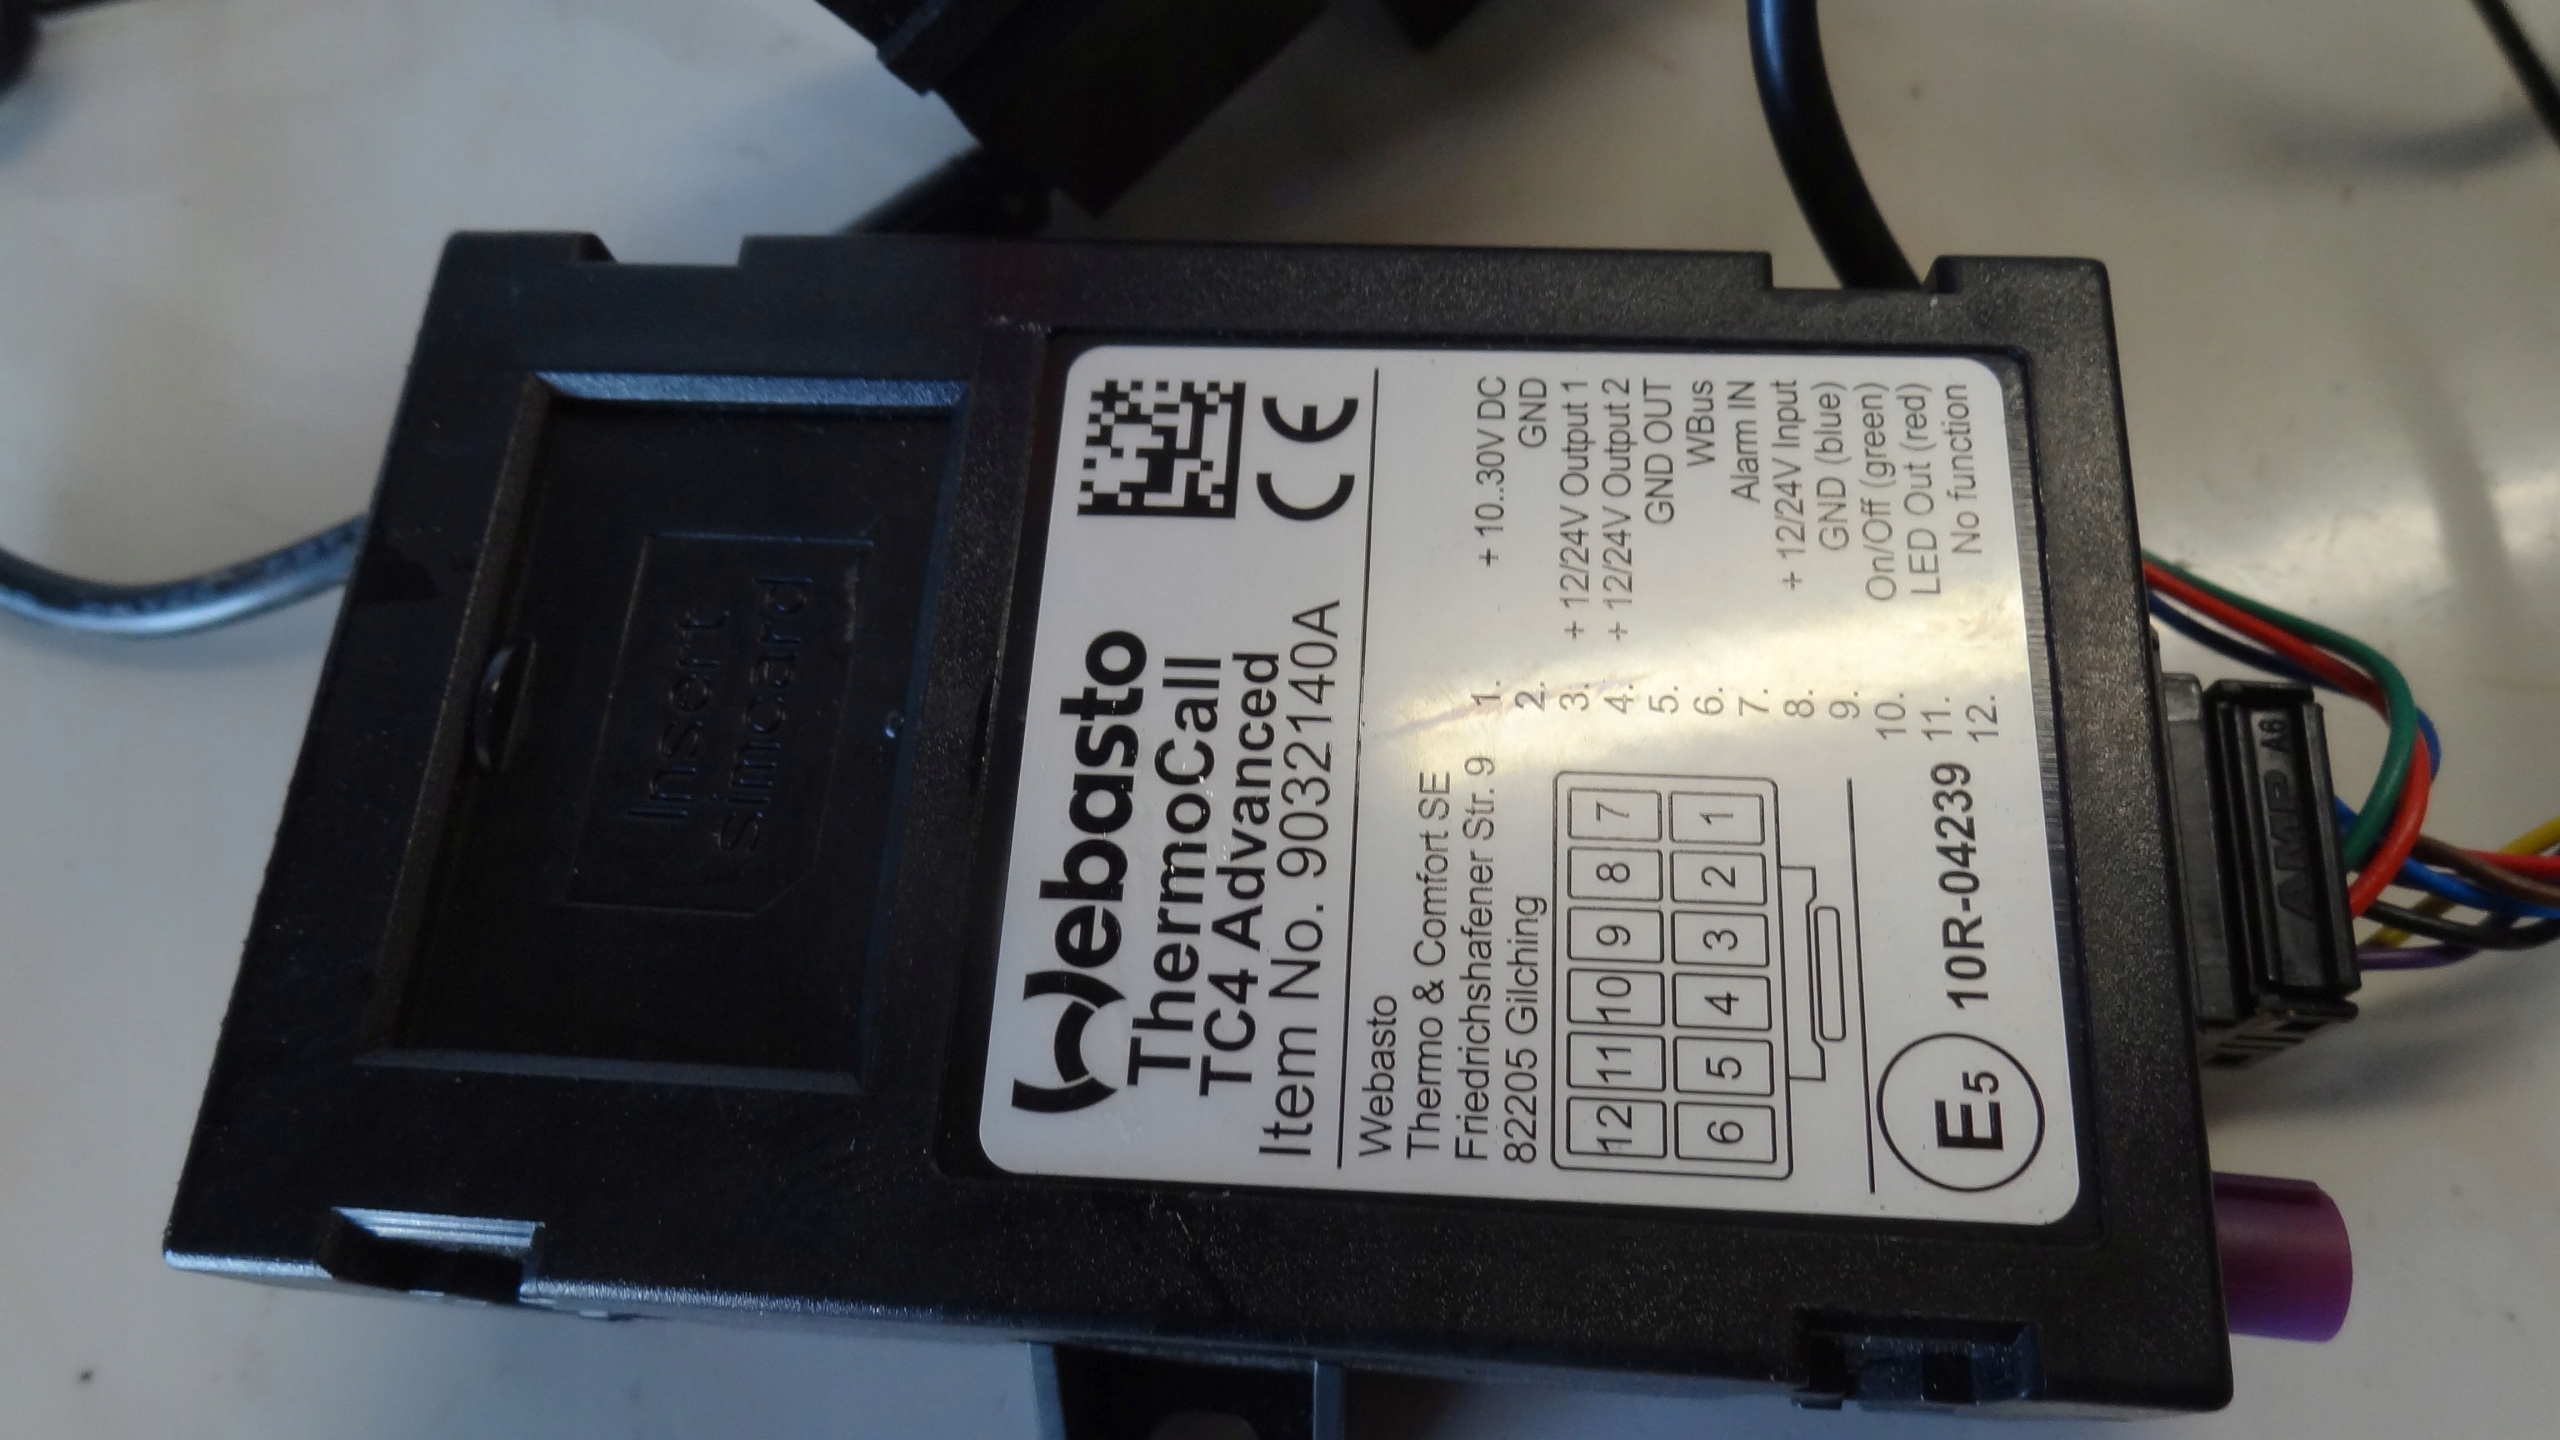 Insert
simcard
Webasto
ThermoCall
TC4 Advanced
Item No. 9032140A
CE
Webasto
Thermo & Comfort SE
Friedrichshafener Str. 9
82205 Gilching
1. + 10..30V DC
2. GND
3. + 12/24V Output 1
4. + 12/24V Output 2
5. GND OUT
6. WBus
7. Alarm IN
8. + 12/24V Input
9. GND (blue)
10. On/Off (green)
11. LED Out (red)
12. No function
12 11 10 9 8 7
6 5 4 3 2 1
E5 10R-04239
AMP A6